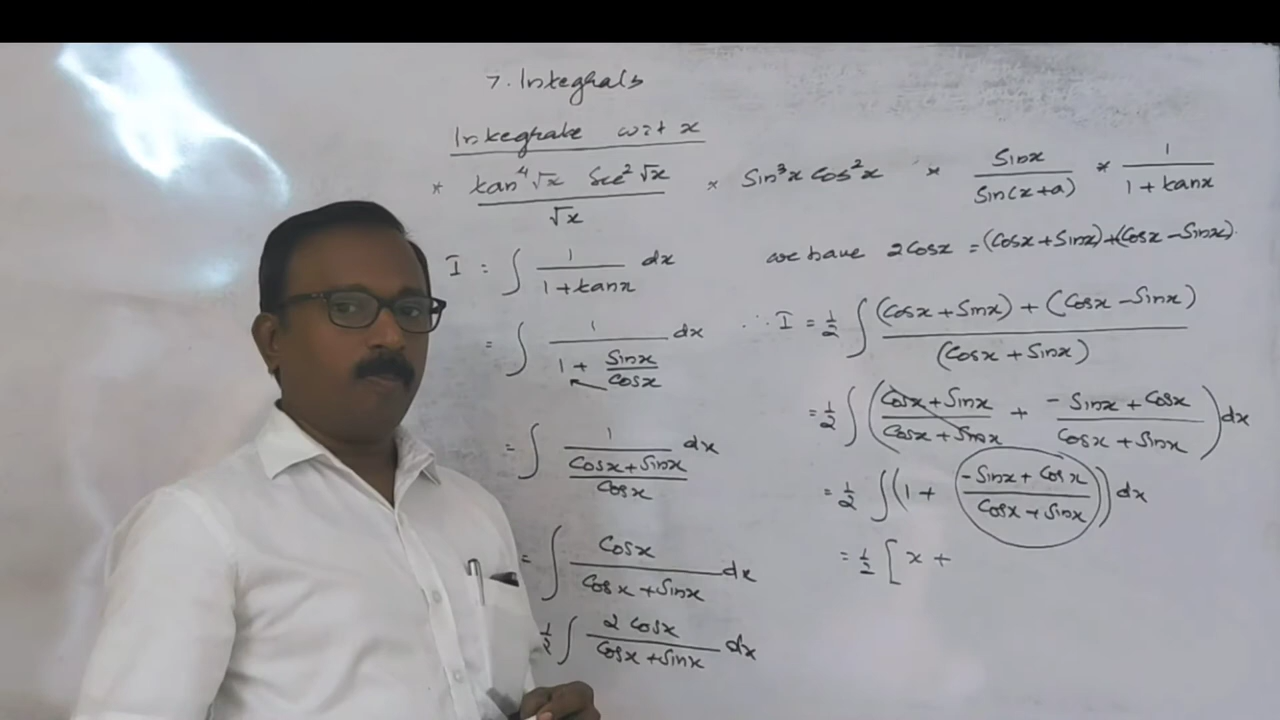 7. Integrals
Integrate w.r.t x
* tan⁴√x Sec²√x / √x * Sin³x Cos²x * Sinx / Sin(x+a) * 1 / 1+tanx
I = ∫ 1 / 1+tanx dx
= ∫ 1 / 1 + Sinx/Cosx dx
= ∫ 1 / Cosx+Sinx / Cosx dx
= ∫ Cosx / Cosx+Sinx dx
½ ∫ 2 Cosx / Cosx+Sinx dx
we have 2Cosx = (Cosx+Sinx)+(Cosx-Sinx).
∴ I = ½ ∫ (Cosx+Sinx) + (Cosx-Sinx) / (Cosx+Sinx)
= ½ ∫ ( Cosx+Sinx / Cosx+Sinx + -Sinx+Cosx / Cosx+Sinx ) dx
= ½ ∫ ( 1 + -Sinx+Cosx / Cosx+Sinx ) dx
= ½ [ x +